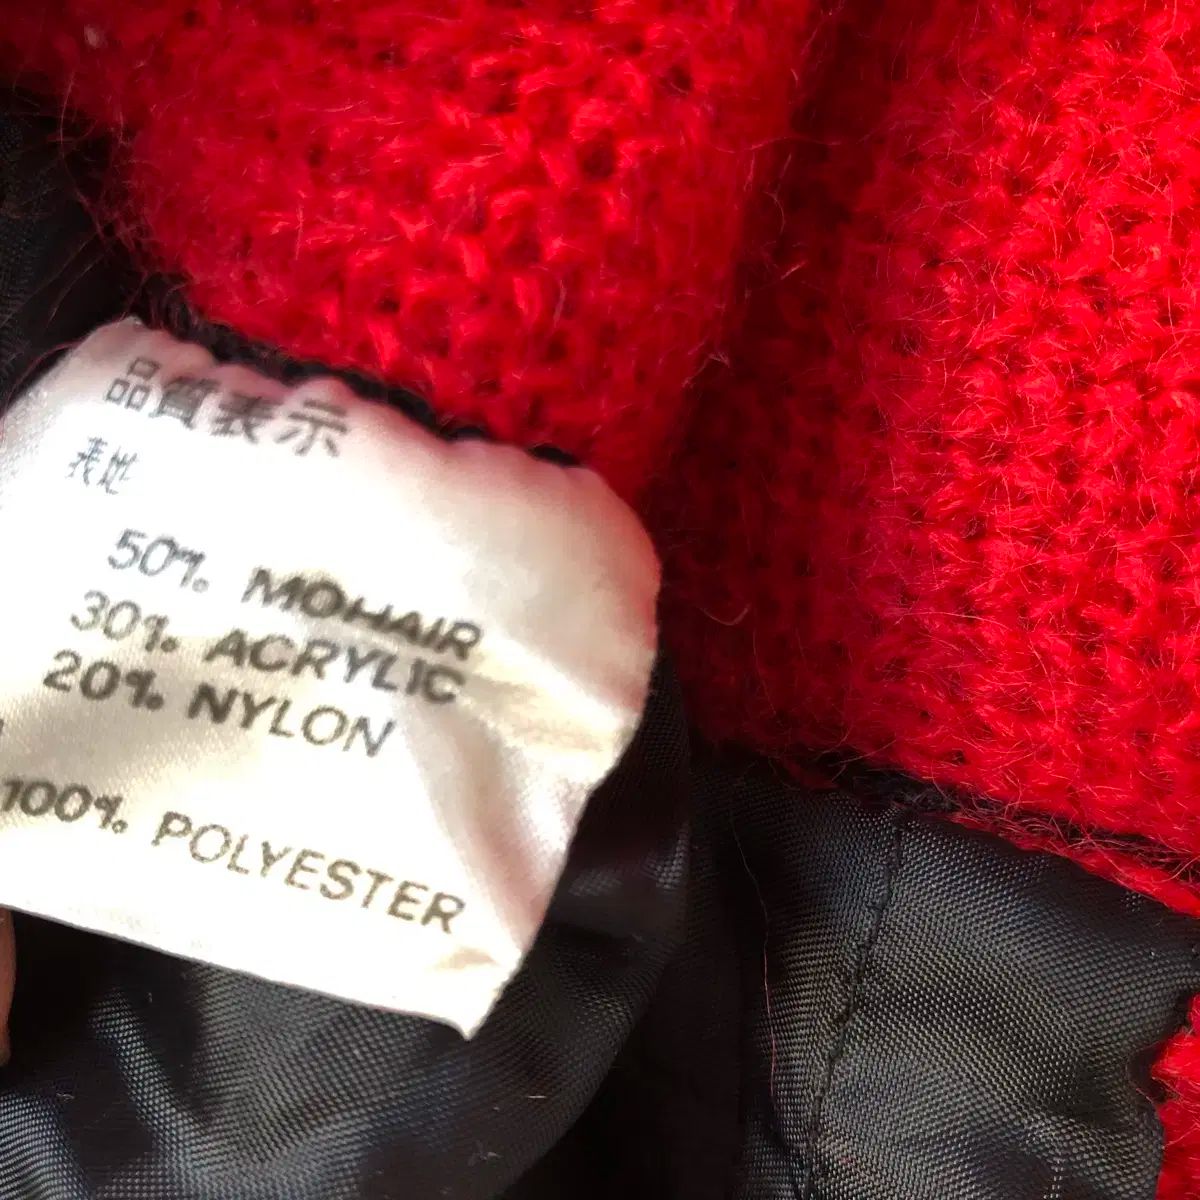 品質表示
表地
50% MOHAIR
30% ACRYLIC
20% NYLON
100% POLYESTER